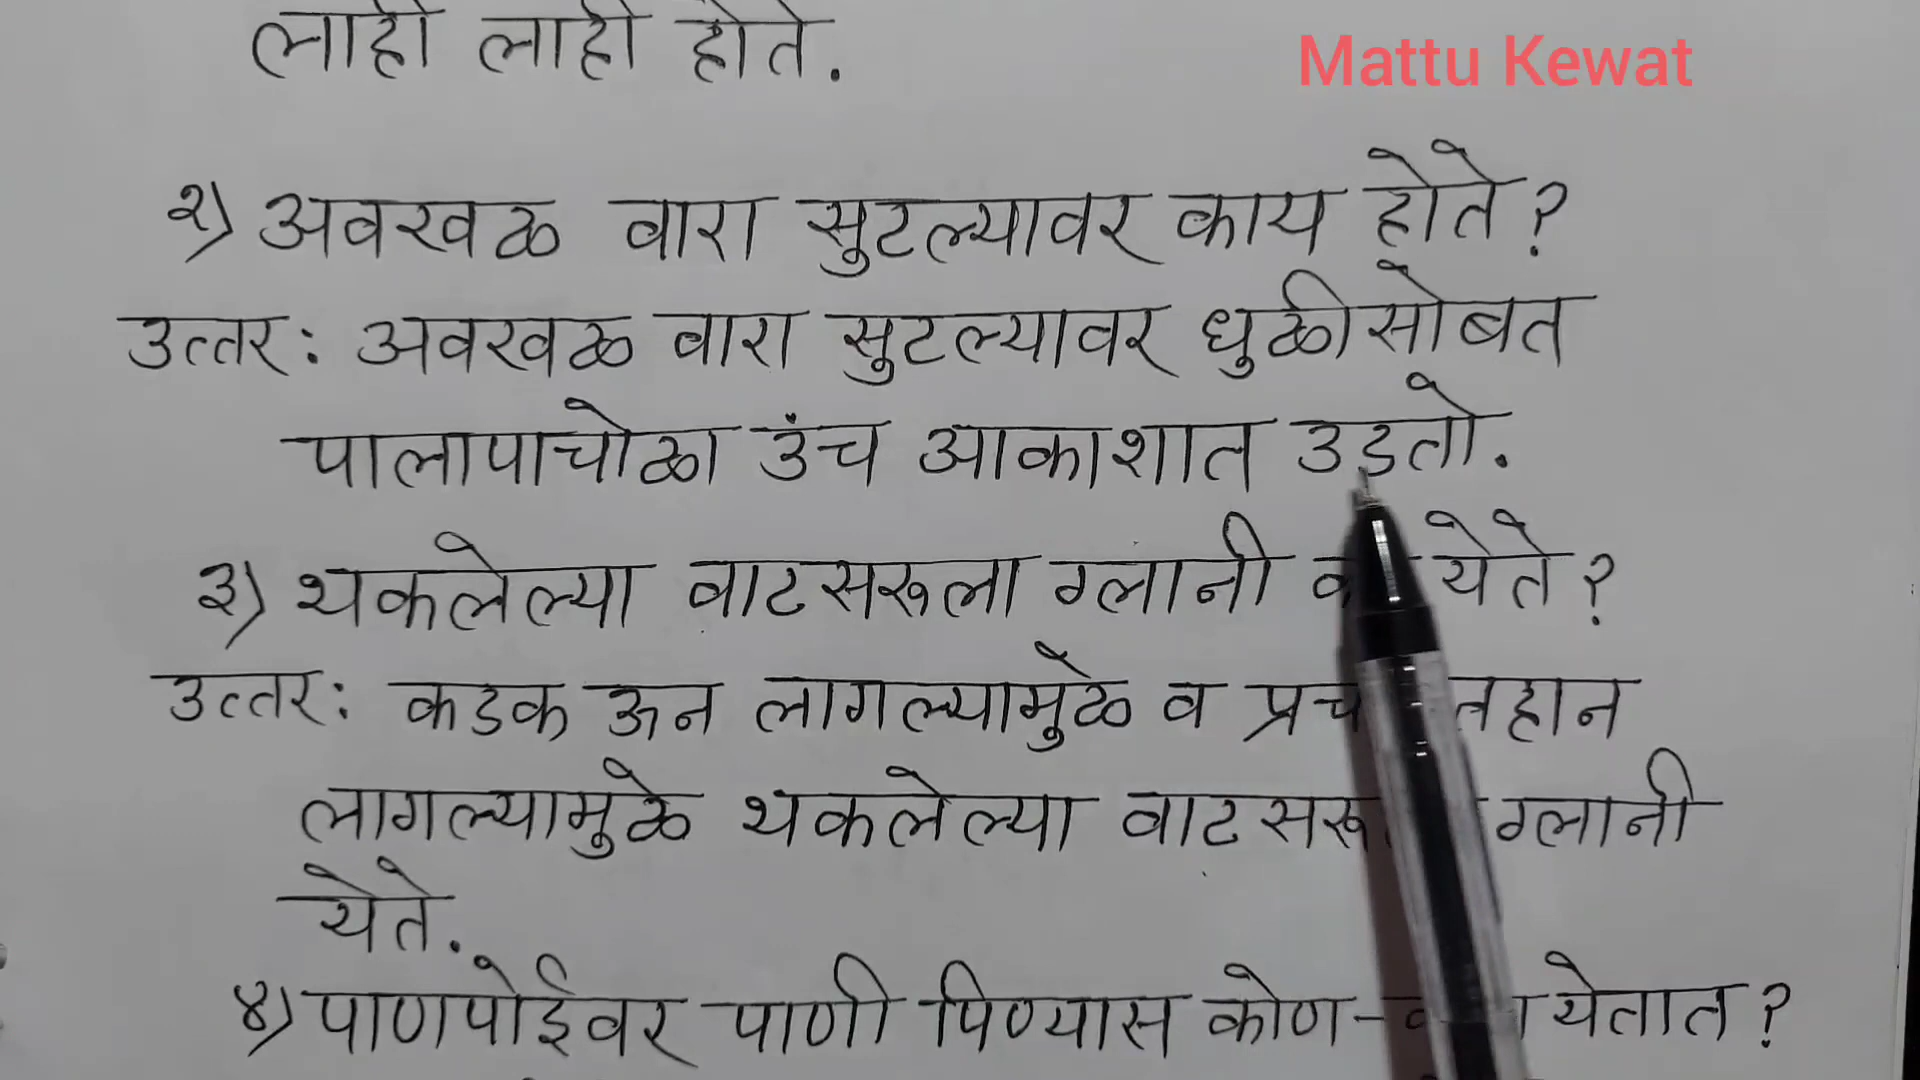 लाही लाही होते.
Mattu Kewat
२) अवखळ वारा सुटल्यावर काय होते?
उत्तर: अवखळ वारा सुटल्यावर धुळीसोबत
पालापाचोळा उंच आकाशात उडतो.
३) थकलेल्या वाटसरूला ग्लानी येते?
उत्तर: कडक ऊन लागल्यामुळे व तहान
लागल्यामुळे थकलेल्या ग्लानी
येते.
४) पाणपोईवर पाणी पिण्यास कोण- येतात?